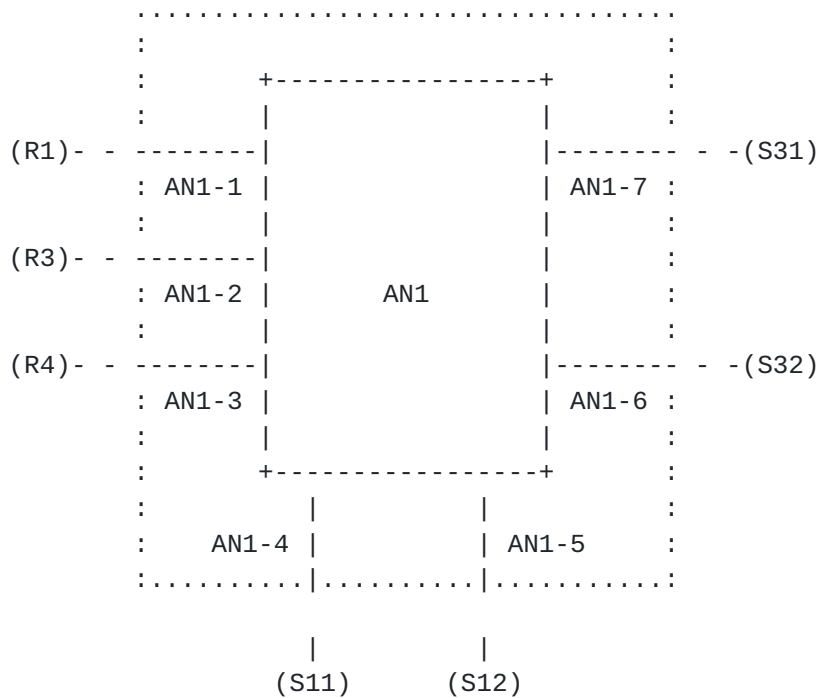 (R1) (S31)
AN1-1 AN1-7
(R3)
AN1-2 AN1
(R4) (S32)
AN1-3 AN1-6
AN1-4 AN1-5
(S11) (S12)